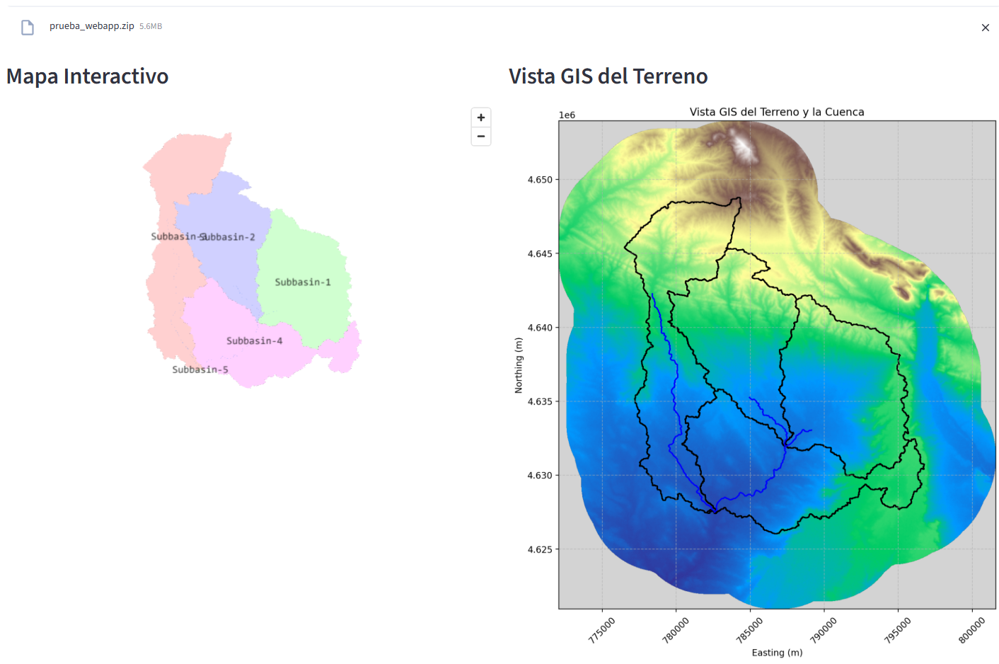 prueba_webapp.zip 5.6MB
Mapa Interactivo
Vista GIS del Terreno
+
−
Subbasin-3
Subbasin-2
Subbasin-1
Subbasin-4
Subbasin-5
Vista GIS del Terreno y la Cuenca
1e6
4.650
4.645
4.640
4.635
4.630
4.625
Northing (m)
775000
780000
785000
790000
795000
800000
Easting (m)